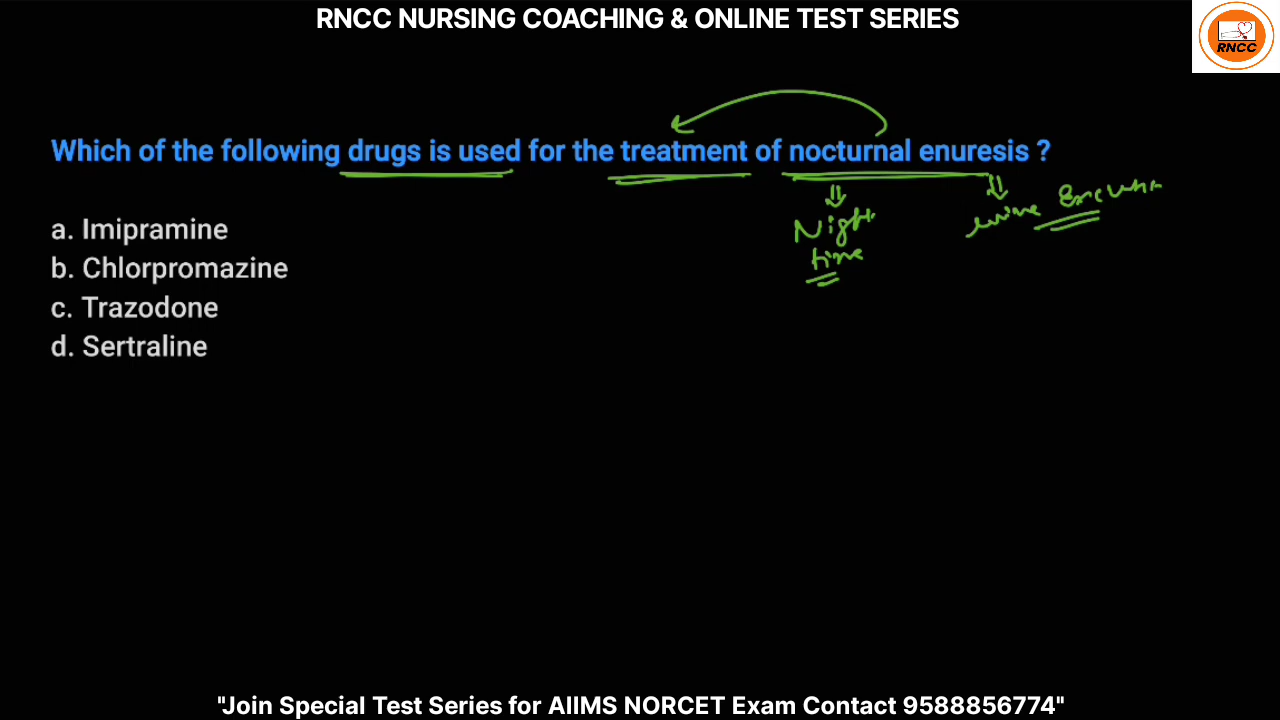 RNCC NURSING COACHING & ONLINE TEST SERIES
RNCC
Which of the following drugs is used for the treatment of nocturnal enuresis ?
Night
time
urine
a. Imipramine
b. Chlorpromazine
c. Trazodone
d. Sertraline
"Join Special Test Series for AIIMS NORCET Exam Contact 9588856774"